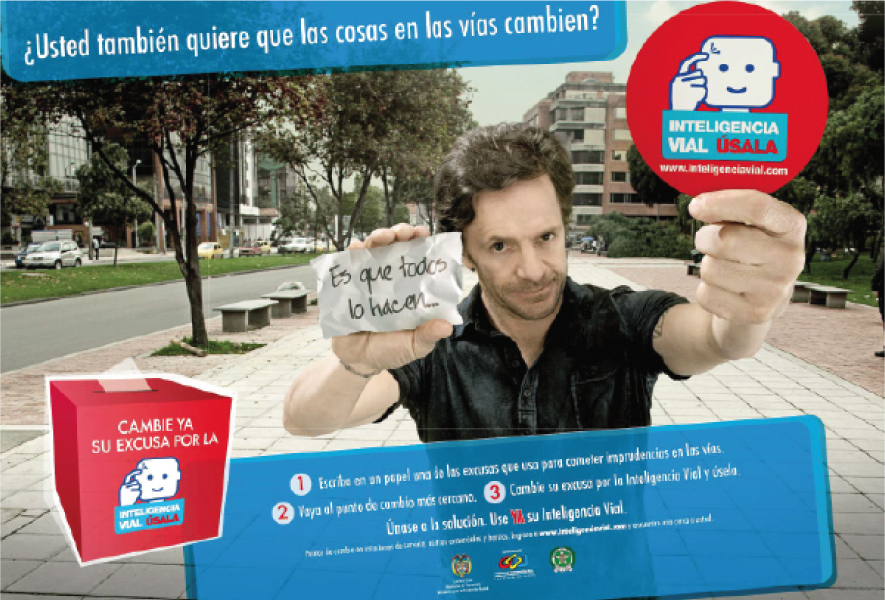 ¿Usted también quiere que las cosas en las vías cambien?
INTELIGENCIA
VIAL ÚSALA
www.inteligenciavial.com
Es que todos
lo hacen...
CAMBIE YA
SU EXCUSA POR LA
INTELIGENCIA
VIAL ÚSALA
1 Escriba en un papel una de las excusas que usa para cometer imprudencias en las vías.
2 Vaya al punto de cambio más cercano. 3 Cambie su excusa por la Inteligencia Vial y úsela.
Únase a la solución. Use YA su Inteligencia Vial.
www.inteligenciavial.com